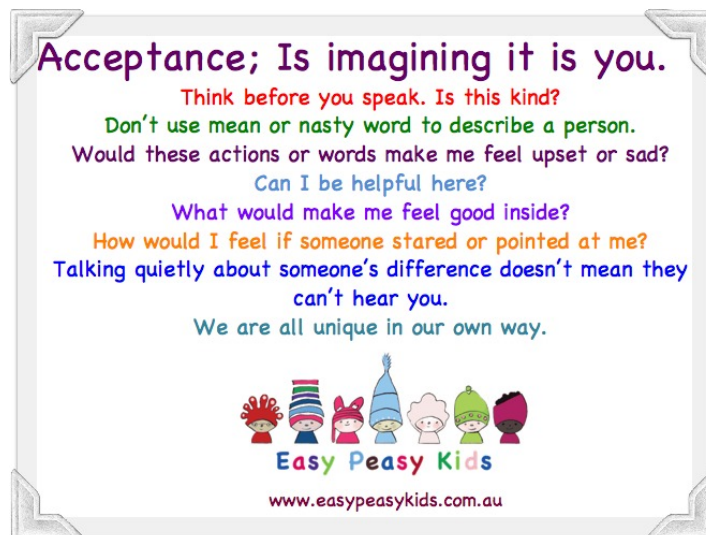 Acceptance; Is imagining it is you.
Think before you speak. Is this kind?
Don't use mean or nasty word to describe a person.
Would these actions or words make me feel upset or sad?
Can I be helpful here?
What would make me feel good inside?
How would I feel if someone stared or pointed at me?
Talking quietly about someone's difference doesn't mean they
can't hear you.
We are all unique in our own way.
Easy Peasy Kids
www.easypeasykids.com.au